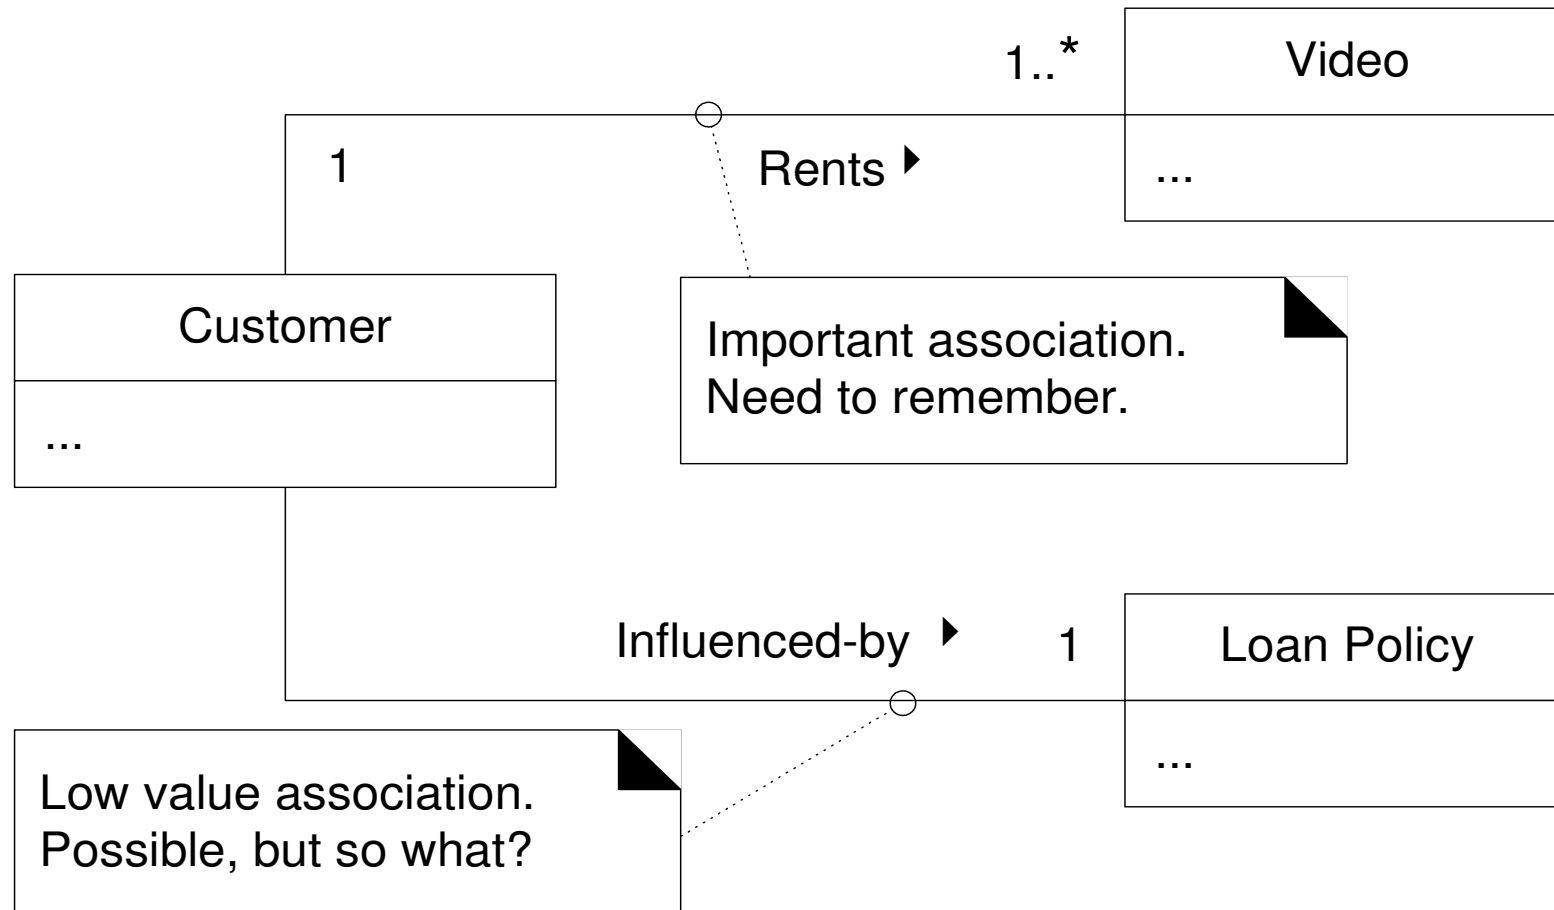 1..*
Video
1
Rents
...
Customer
Important association.
Need to remember.
...
Influenced-by
1
Loan Policy
...
Low value association.
Possible, but so what?